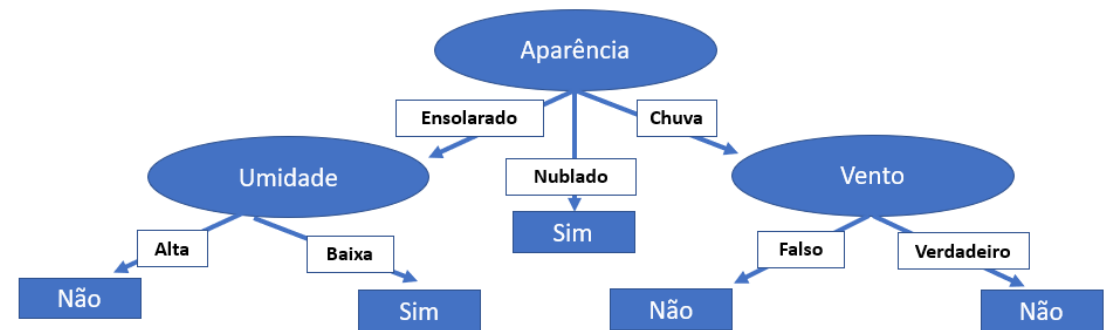 Aparência
Ensolarado
Chuva
Umidade
Nublado
Vento
Sim
Alta
Baixa
Falso
Verdadeiro
Não
Sim
Não
Não